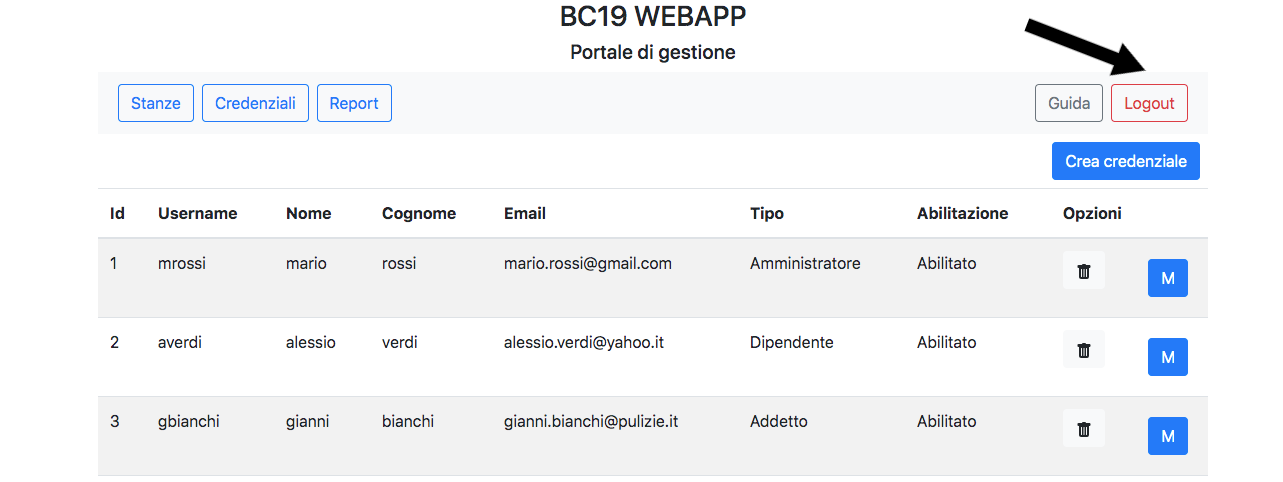 BC19 WEBAPP
Portale di gestione
Stanze Credenziali Report Guida Logout
Crea credenziale
Id Username Nome Cognome Email Tipo Abilitazione Opzioni
1 mrossi mario rossi mario.rossi@gmail.com Amministratore Abilitato M
2 averdi alessio verdi alessio.verdi@yahoo.it Dipendente Abilitato M
3 gbianchi gianni bianchi gianni.bianchi@pulizie.it Addetto Abilitato M